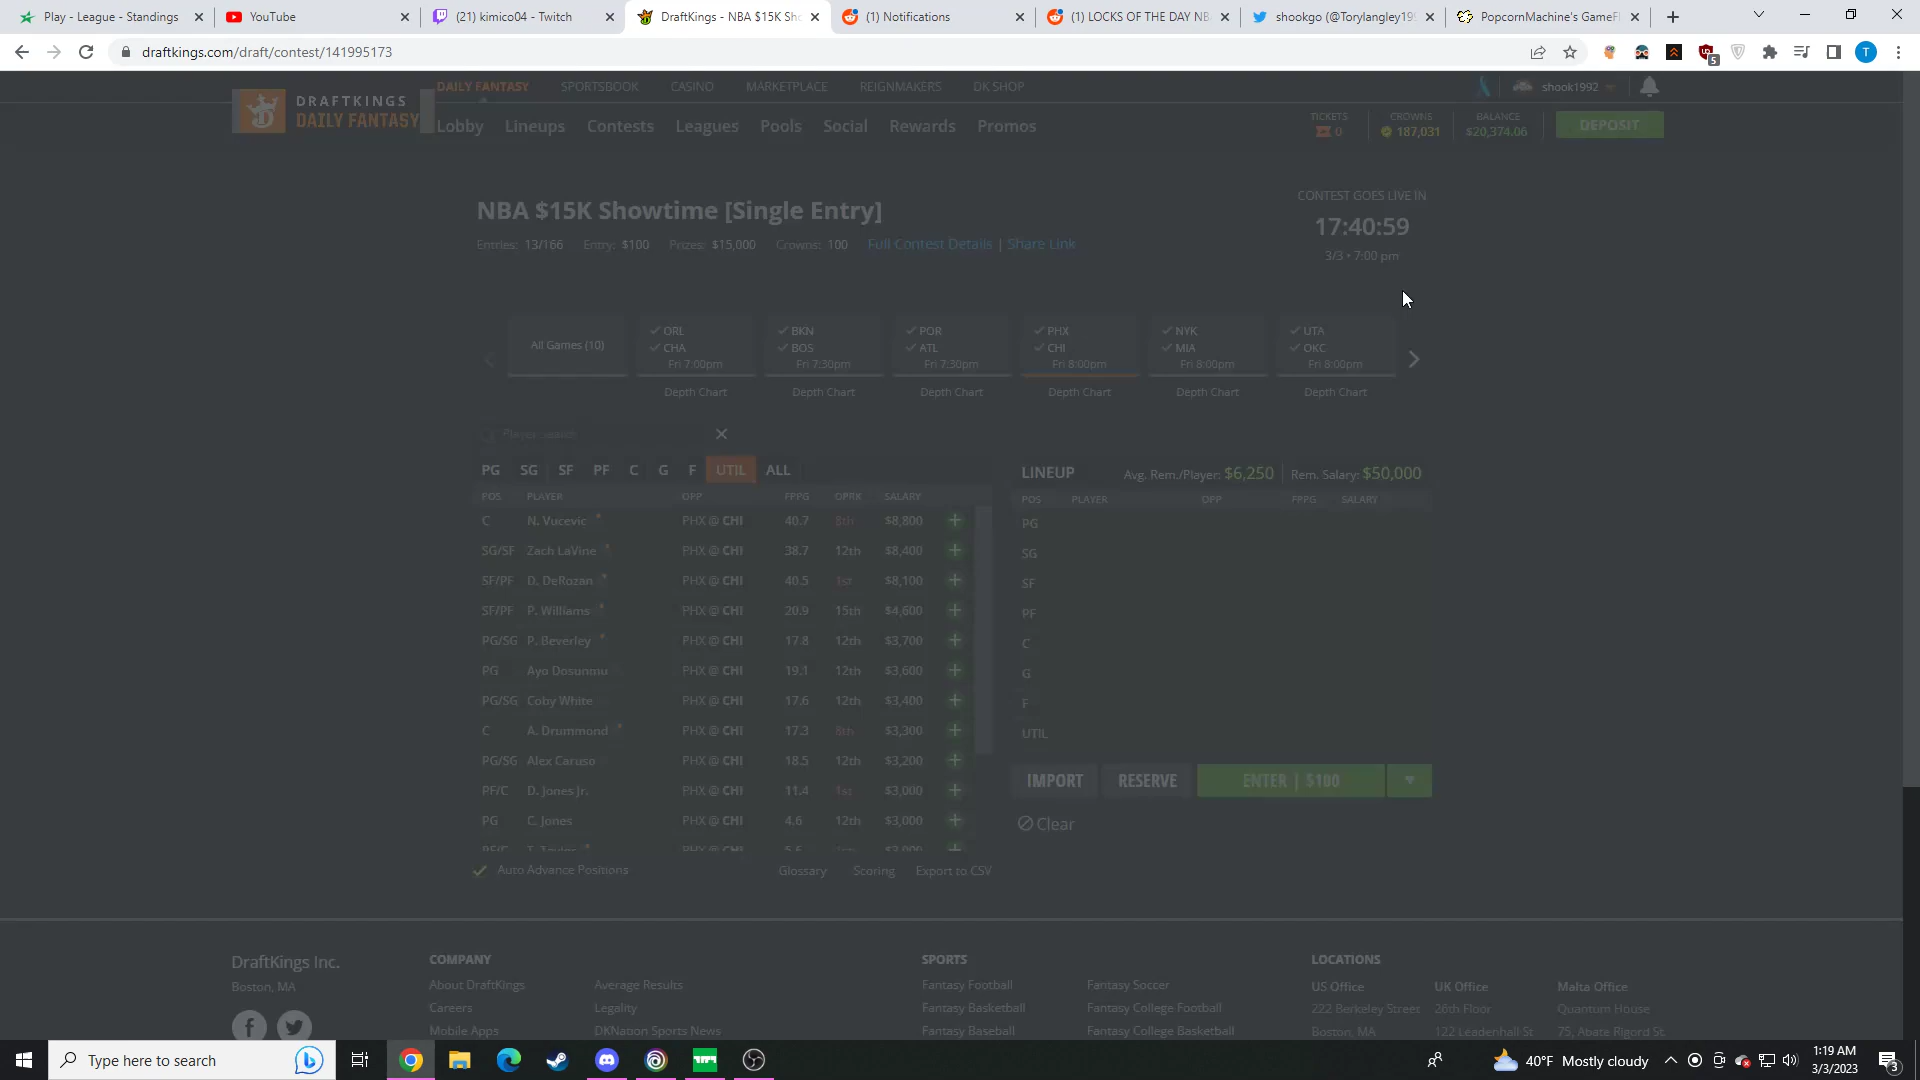 Play - League - Standings
YouTube
(21) kimico04 - Twitch
DraftKings - NBA $15K Sho
(1) Notifications
(1) LOCKS OF THE DAY NB
shookgo (@Torylangley199
PopcornMachine's GameFl
draftkings.com/draft/contest/141995173
5
T
DAILY FANTASY SPORTSBOOK CASINO MARKETPLACE REIGNMAKERS DK SHOP
shook1992
DRAFTKINGS
DAILY FANTASY
Lobby Lineups Contests Leagues Pools Social Rewards Promos
TICKETS 0
CROWNS 187,031
BALANCE $20,374.06
DEPOSIT
NBA $15K Showtime [Single Entry]
Entries: 13/166 Entry: $100 Prizes: $15,000 Crowns: 100 Full Contest Details | Share Link
CONTEST GOES LIVE IN
17:40:59
3/3 • 7:00 pm
All Games (10)
ORL CHA Fri 7:00pm Depth Chart
BKN BOS Fri 7:30pm Depth Chart
POR ATL Fri 7:30pm Depth Chart
PHX CHI Fri 8:00pm Depth Chart
NYK MIA Fri 8:00pm Depth Chart
UTA OKC Fri 8:00pm Depth Chart
Player Search
PG SG SF PF C G F UTIL ALL
POS PLAYER OPP FPPG OPRK SALARY
C N. Vucevic PHX @ CHI 40.7 8th $8,800
SG/SF Zach LaVine PHX @ CHI 38.7 12th $8,400
SF/PF D. DeRozan PHX @ CHI 40.5 1st $8,100
SF/PF P. Williams PHX @ CHI 20.9 15th $4,600
PG/SG P. Beverley PHX @ CHI 17.8 12th $3,700
PG Ayo Dosunmu PHX @ CHI 19.1 12th $3,600
PG/SG Coby White PHX @ CHI 17.6 12th $3,400
C A. Drummond PHX @ CHI 17.3 8th $3,300
PG/SG Alex Caruso PHX @ CHI 18.5 12th $3,200
PF/C D. Jones Jr. PHX @ CHI 11.4 1st $3,000
PG C. Jones PHX @ CHI 4.6 12th $3,000
PHX @ CHI $3,000
Auto Advance Positions
Glossary Scoring Export to CSV
LINEUP Avg. Rem./Player: $6,250 | Rem. Salary: $50,000
POS PLAYER OPP FPPG SALARY
PG
SG
SF
PF
C
G
F
UTIL
IMPORT RESERVE ENTER | $100
Clear
DraftKings Inc.
Boston, MA
COMPANY
About DraftKings
Careers
Mobile Apps
Average Results
Legality
DKNation Sports News
SPORTS
Fantasy Football
Fantasy Basketball
Fantasy Baseball
Fantasy Soccer
Fantasy College Football
Fantasy College Basketball
LOCATIONS
US Office
222 Berkeley Street
Boston, MA
UK Office
26th Floor
122 Leadenhall St
Malta Office
Quantum House
75, Abate Rigord St.
Type here to search
40°F Mostly cloudy
1:19 AM
3/3/2023
3